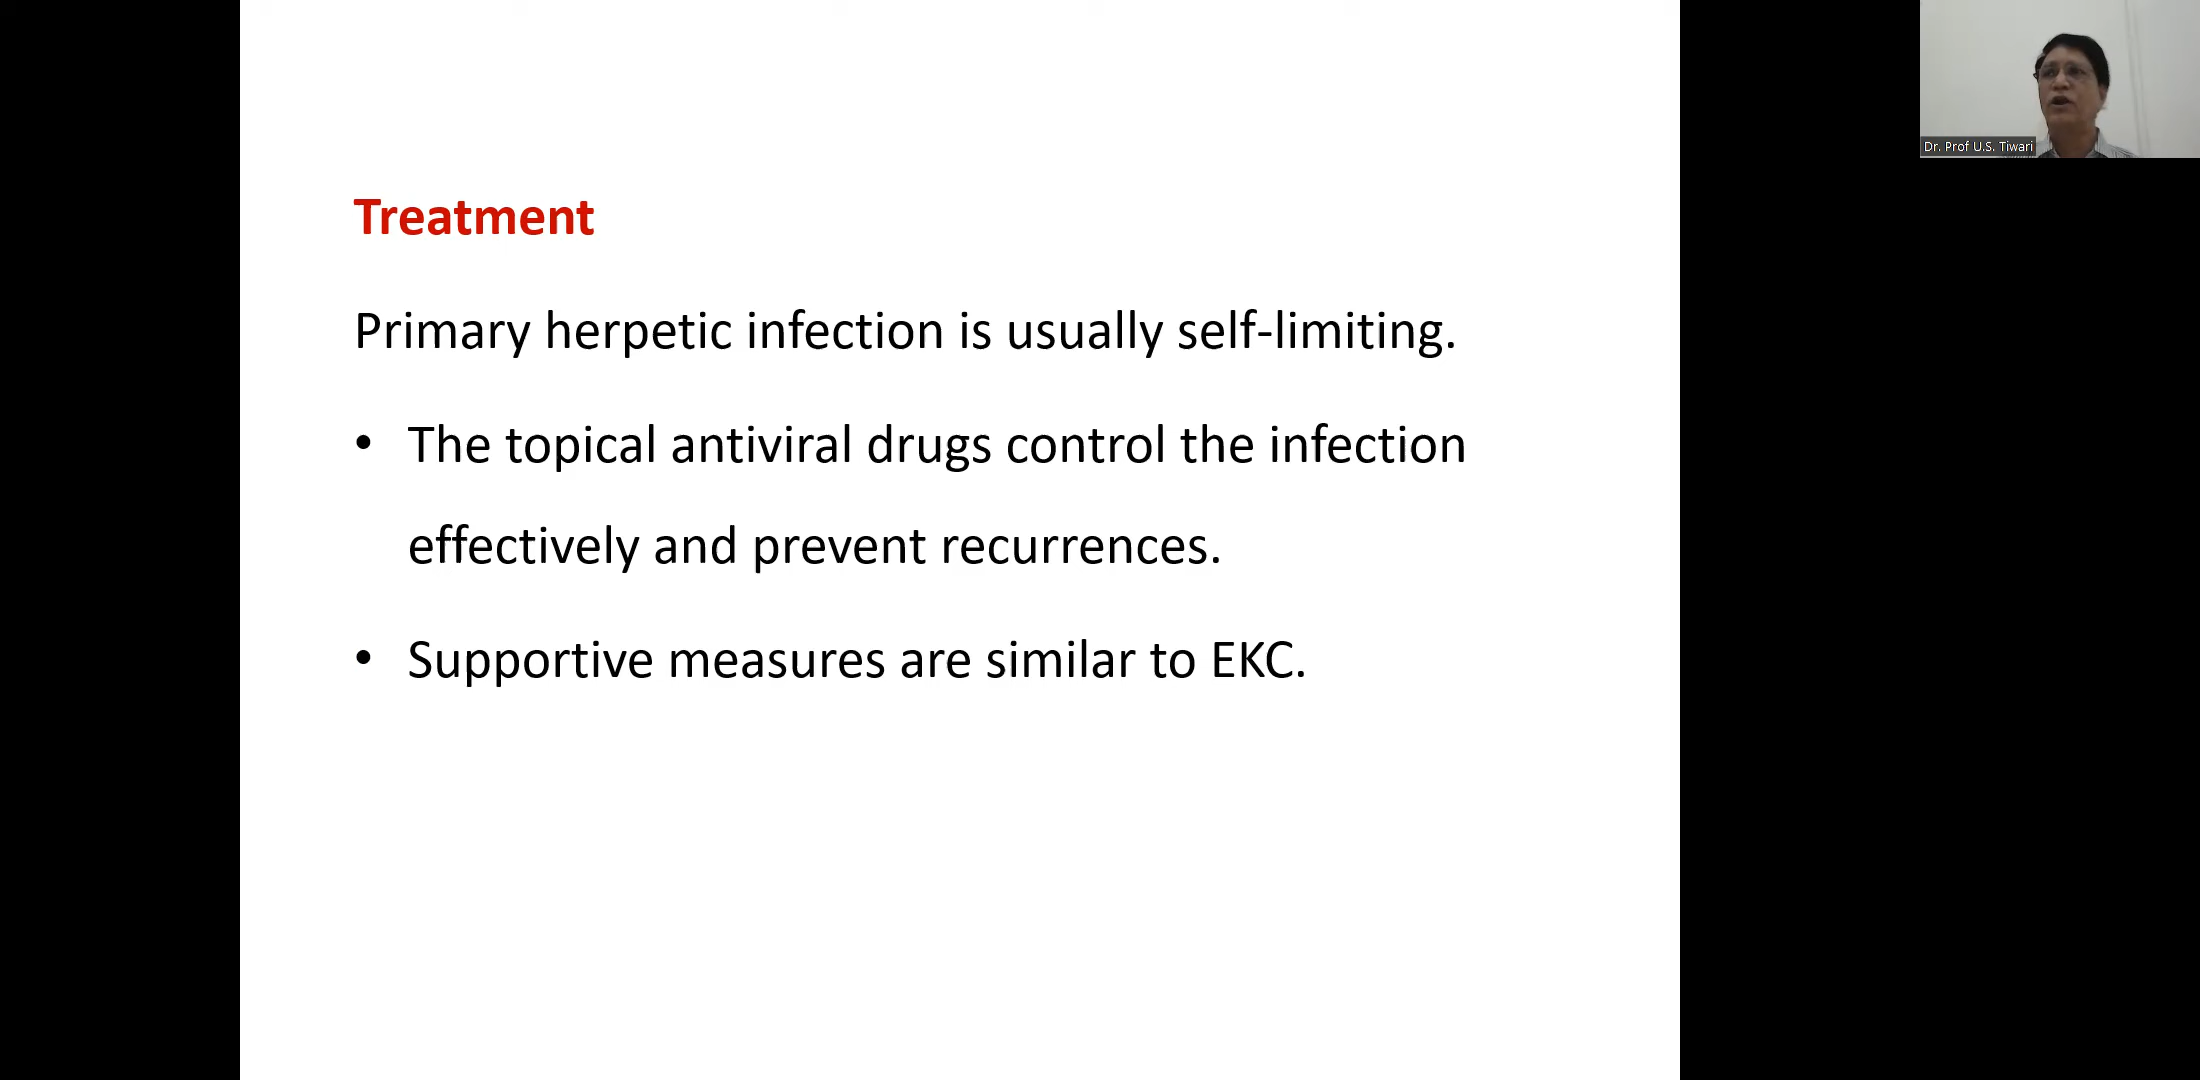 Dr. Prof U.S. Tiwari
Treatment
Primary herpetic infection is usually self-limiting.
• The topical antiviral drugs control the infection
effectively and prevent recurrences.
• Supportive measures are similar to EKC.